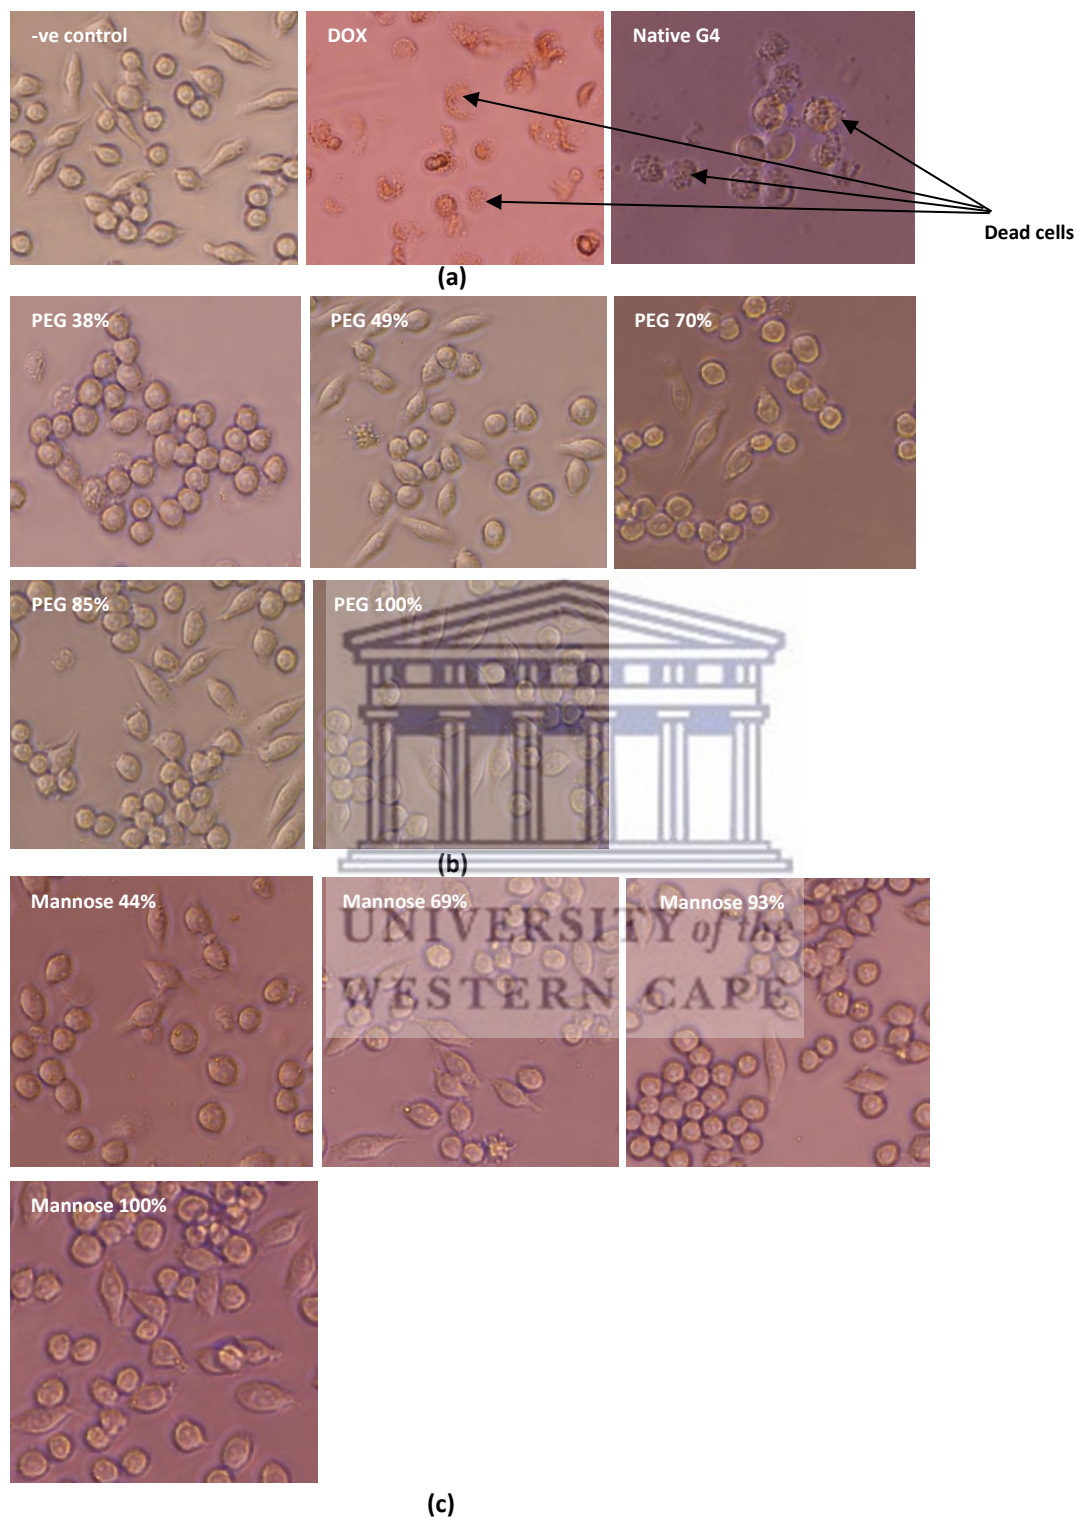 -ve control
DOX
Native G4
Dead cells
(a)
PEG 38%
PEG 49%
PEG 70%
PEG 85%
PEG 100%
(b)
Mannose 44%
Mannose 69%
Mannose 93%
UNIVERSITY of the
WESTERN CAPE
Mannose 100%
(c)